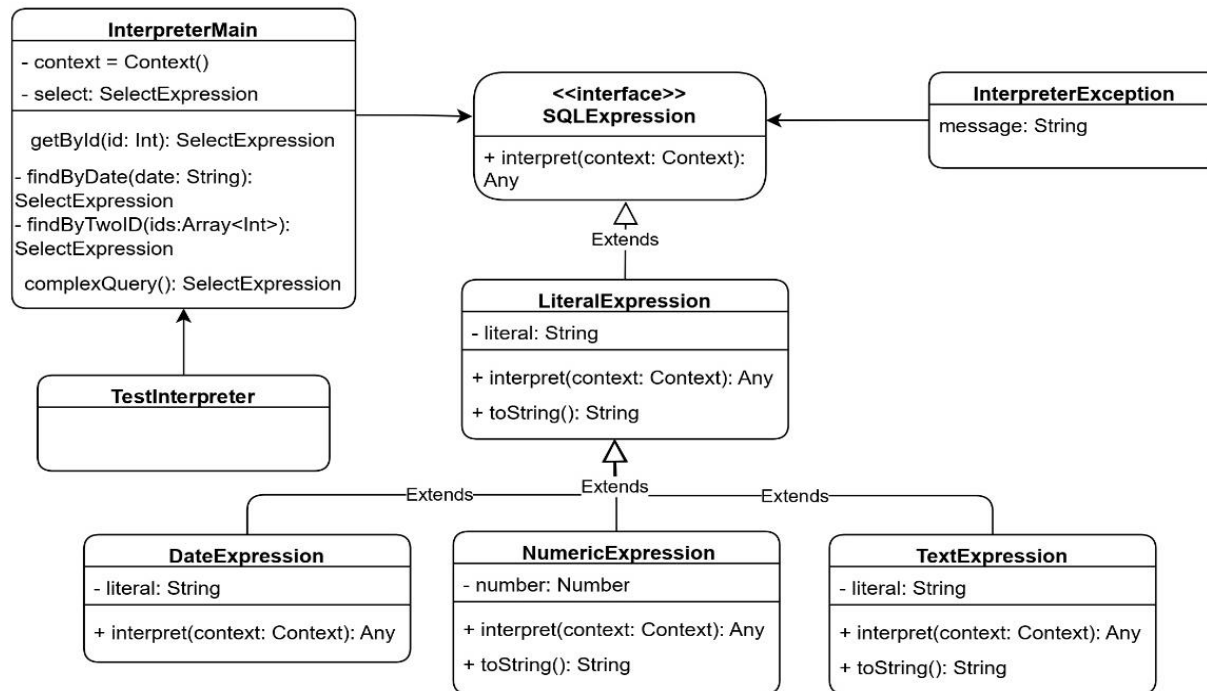 InterpreterMain
- context = Context()
- select: SelectExpression
getById(id: Int): SelectExpression
- findByDate(date: String):
SelectExpression
- findByTwoID(ids:Array<Int>):
SelectExpression
complexQuery(): SelectExpression
<<interface>>
SQLExpression
+ interpret(context: Context):
Any
InterpreterException
message: String
Extends
LiteralExpression
- literal: String
+ interpret(context: Context): Any
+ toString(): String
TestInterpreter
Extends
Extends
Extends
DateExpression
- literal: String
+ interpret(context: Context): Any
NumericExpression
- number: Number
+ interpret(context: Context): Any
+ toString(): String
TextExpression
- literal: String
+ interpret(context: Context): Any
+ toString(): String